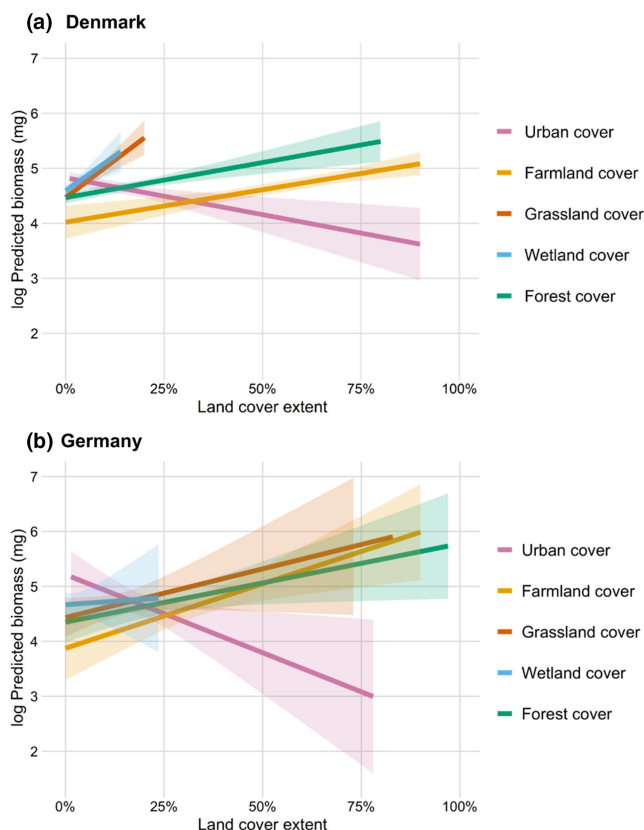 (a) Denmark
log Predicted biomass (mg)
7
6
5
4
3
2
0% 25% 50% 75% 100%
Land cover extent
Urban cover
Farmland cover
Grassland cover
Wetland cover
Forest cover
(b) Germany
log Predicted biomass (mg)
7
6
5
4
3
2
0% 25% 50% 75% 100%
Land cover extent
Urban cover
Farmland cover
Grassland cover
Wetland cover
Forest cover